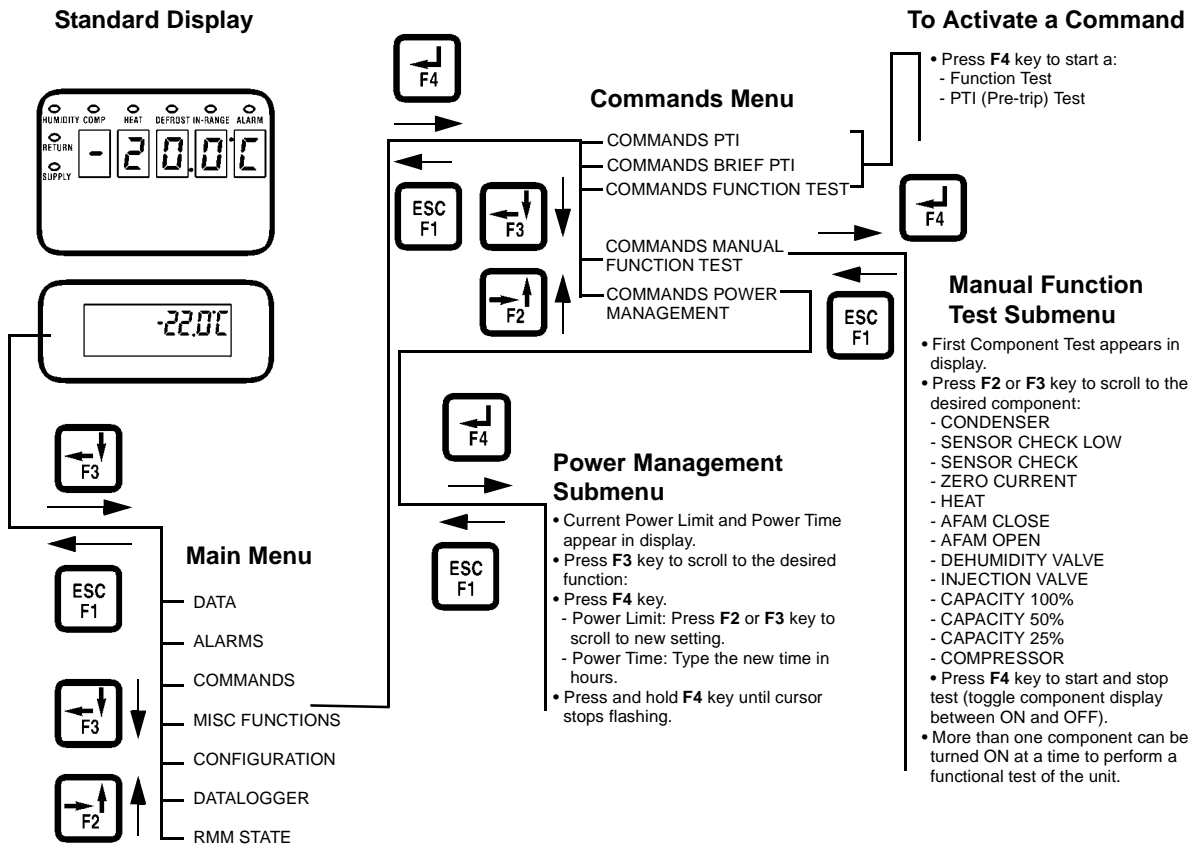 Standard Display
To Activate a Command
• Press F4 key to start a:
- Function Test
- PTI (Pre-trip) Test
F4
Commands Menu
COMMANDS PTI
COMMANDS BRIEF PTI
COMMANDS FUNCTION TEST
COMMANDS MANUAL
FUNCTION TEST
COMMANDS POWER
MANAGEMENT
HUMIDITY COMP HEAT DEFROST IN-RANGE ALARM
RETURN
SUPPLY
-20.0°C
-22.0°C
ESC
F1
F3
F2
F4
ESC
F1
Manual Function
Test Submenu
• First Component Test appears in
display.
• Press F2 or F3 key to scroll to the
desired component:
- CONDENSER
- SENSOR CHECK LOW
- SENSOR CHECK
- ZERO CURRENT
- HEAT
- AFAM CLOSE
- AFAM OPEN
- DEHUMIDITY VALVE
- INJECTION VALVE
- CAPACITY 100%
- CAPACITY 50%
- CAPACITY 25%
- COMPRESSOR
• Press F4 key to start and stop
test (toggle component display
between ON and OFF).
• More than one component can be
turned ON at a time to perform a
functional test of the unit.
F4
ESC
F1
Power Management
Submenu
• Current Power Limit and Power Time
appear in display.
• Press F3 key to scroll to the desired
function:
• Press F4 key.
- Power Limit: Press F2 or F3 key to
scroll to new setting.
- Power Time: Type the new time in
hours.
• Press and hold F4 key until cursor
stops flashing.
F3
ESC
F1
F3
F2
Main Menu
DATA
ALARMS
COMMANDS
MISC FUNCTIONS
CONFIGURATION
DATALOGGER
RMM STATE